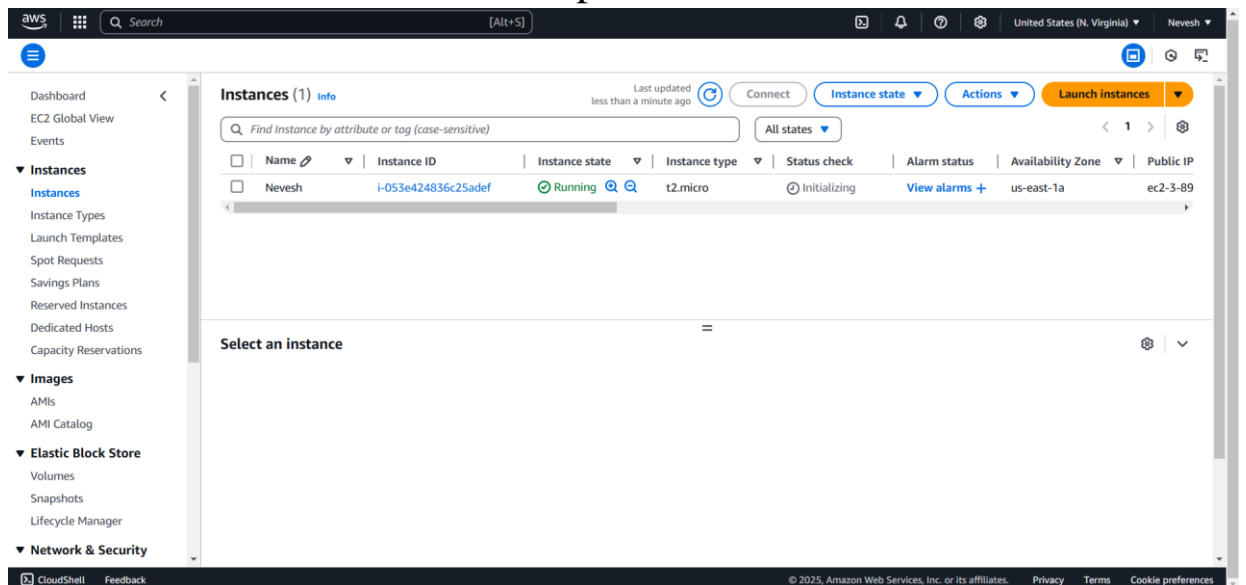 aws Search [Alt+S] United States (N. Virginia) Nevesh
Dashboard
EC2 Global View
Events
Instances
Instances
Instance Types
Launch Templates
Spot Requests
Savings Plans
Reserved Instances
Dedicated Hosts
Capacity Reservations
Images
AMIs
AMI Catalog
Elastic Block Store
Volumes
Snapshots
Lifecycle Manager
Network & Security
Instances (1) Info
Last updated
less than a minute ago
Connect Instance state Actions Launch instances
Find Instance by attribute or tag (case-sensitive) All states 1
Name Instance ID Instance state Instance type Status check Alarm status Availability Zone Public IP
Nevesh i-053e424836c25adef Running t2.micro Initializing View alarms + us-east-1a ec2-3-89
Select an instance
CloudShell Feedback © 2025, Amazon Web Services, Inc. or its affiliates. Privacy Terms Cookie preferences